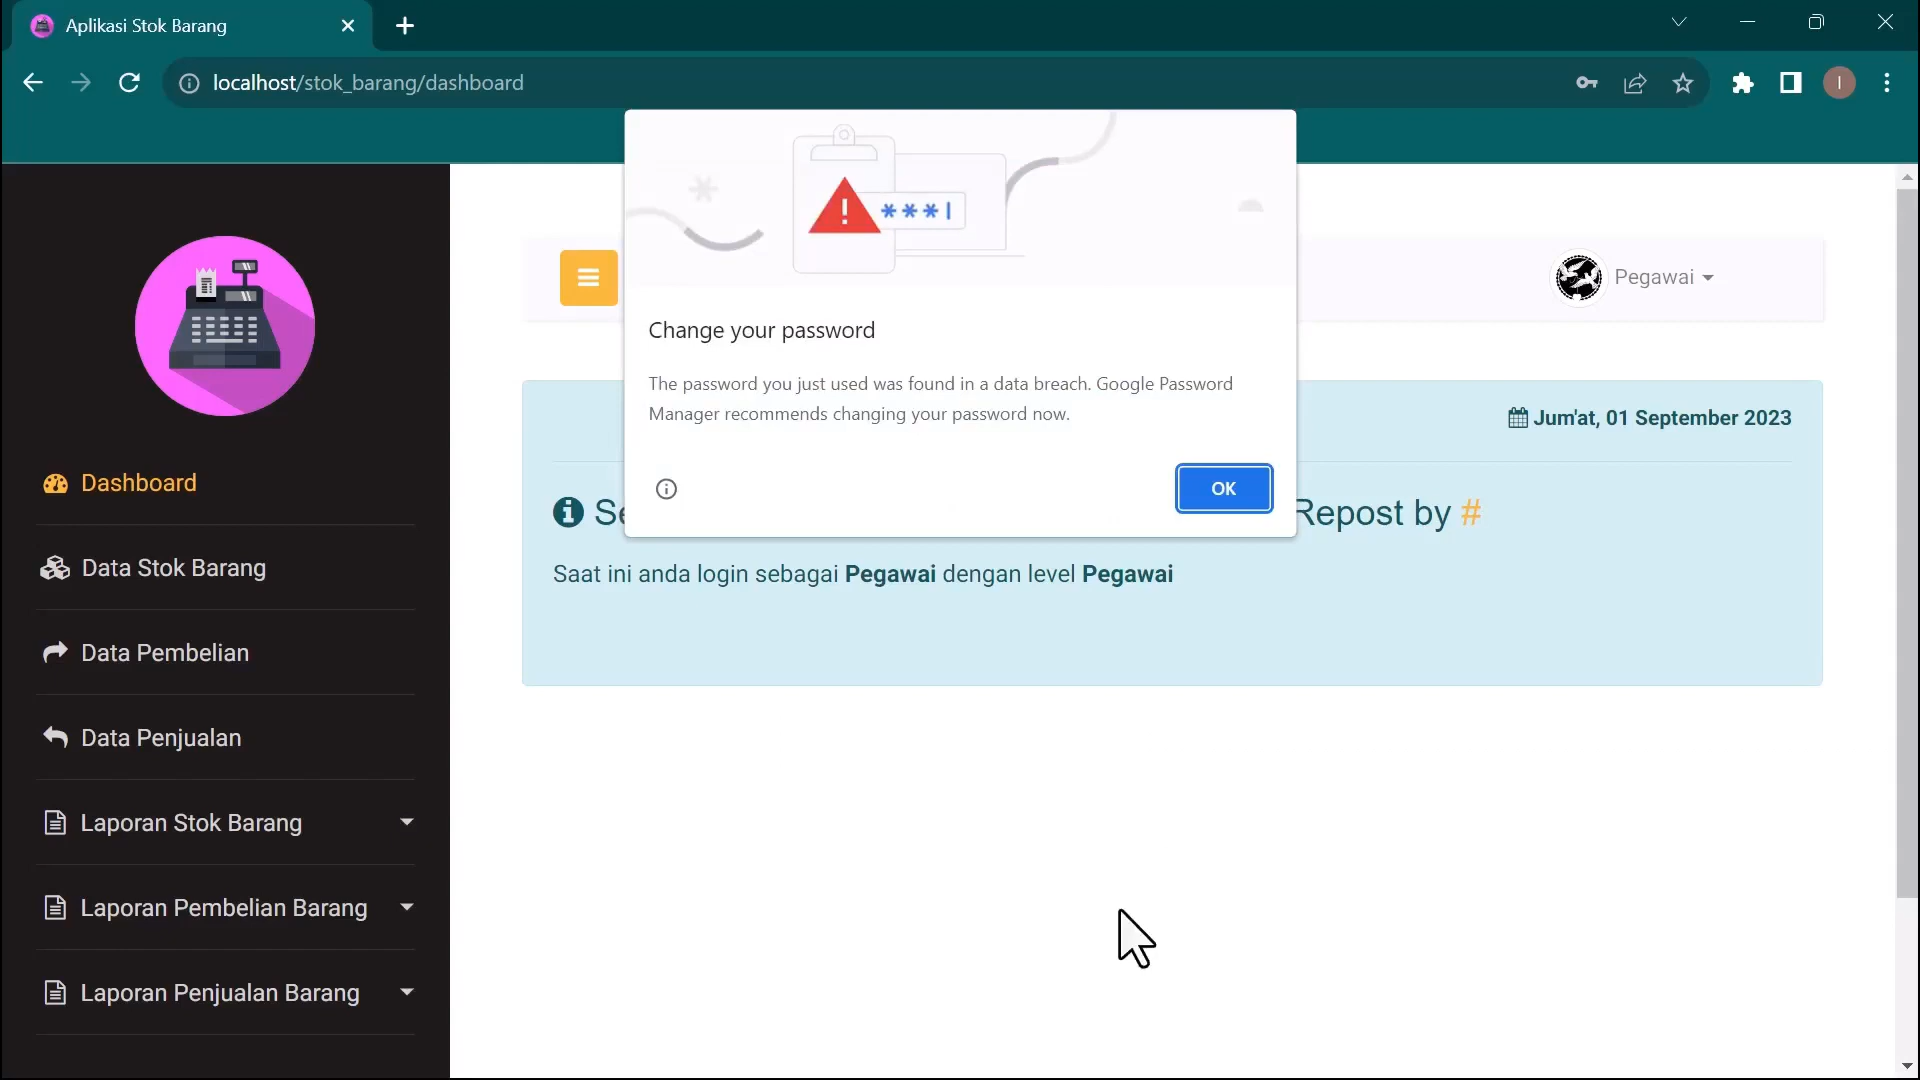 Aplikasi Stok Barang
localhost/stok_barang/dashboard
I
***|
Change your password
The password you just used was found in a data breach. Google Password
Manager recommends changing your password now.
OK
Pegawai
Jum'at, 01 September 2023
Repost by #
Saat ini anda login sebagai Pegawai dengan level Pegawai
Dashboard
Data Stok Barang
Data Pembelian
Data Penjualan
Laporan Stok Barang
Laporan Pembelian Barang
Laporan Penjualan Barang